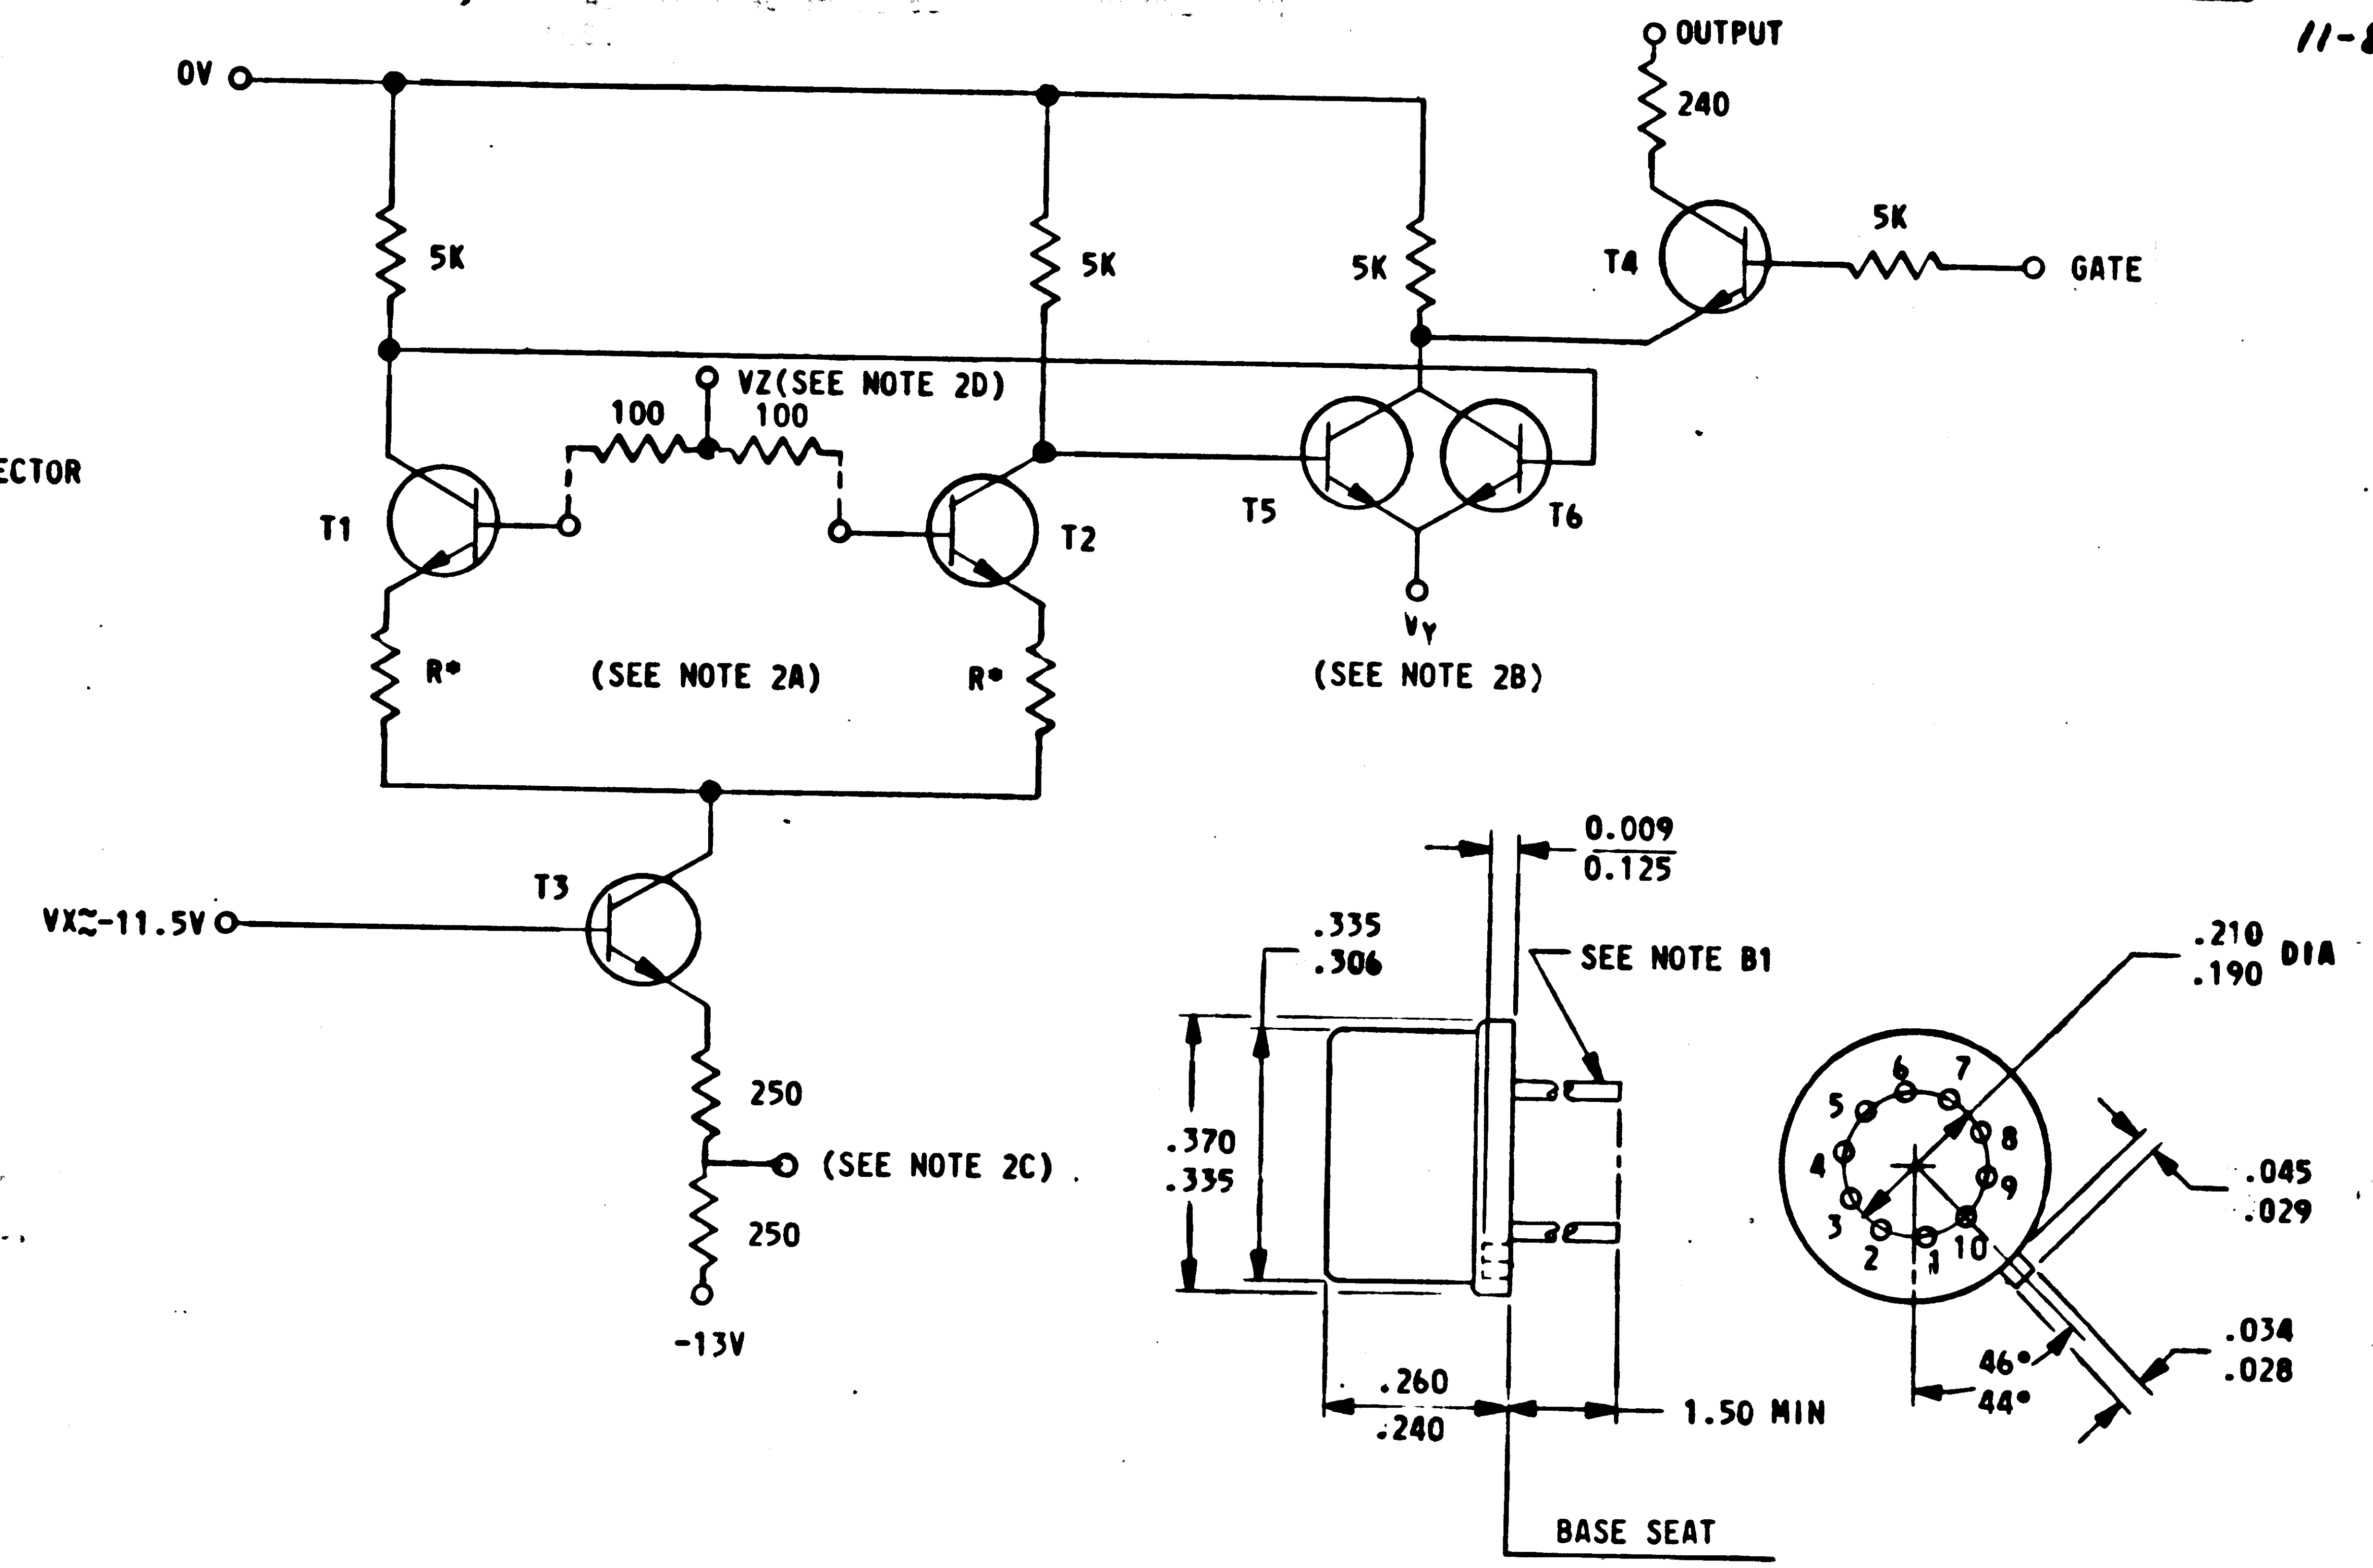 OUTPUT
0V
240
5K
T4
GATE
5K
5K
5K
VZ(SEE NOTE 2D)
100
100
ECTOR
T1
T2
T5
T6
VY
R*
(SEE NOTE 2A)
R*
(SEE NOTE 2B)
T3
VX≈-11.5V
0.009
0.125
.335
.306
SEE NOTE B1
.210
.190
DIA
250
.370
.335
(SEE NOTE 2C)
250
-13V
6
7
5
8
4
9
3
2
1
10
.045
.029
.034
.028
46°
44°
.260
.240
1.50 MIN
BASE SEAT